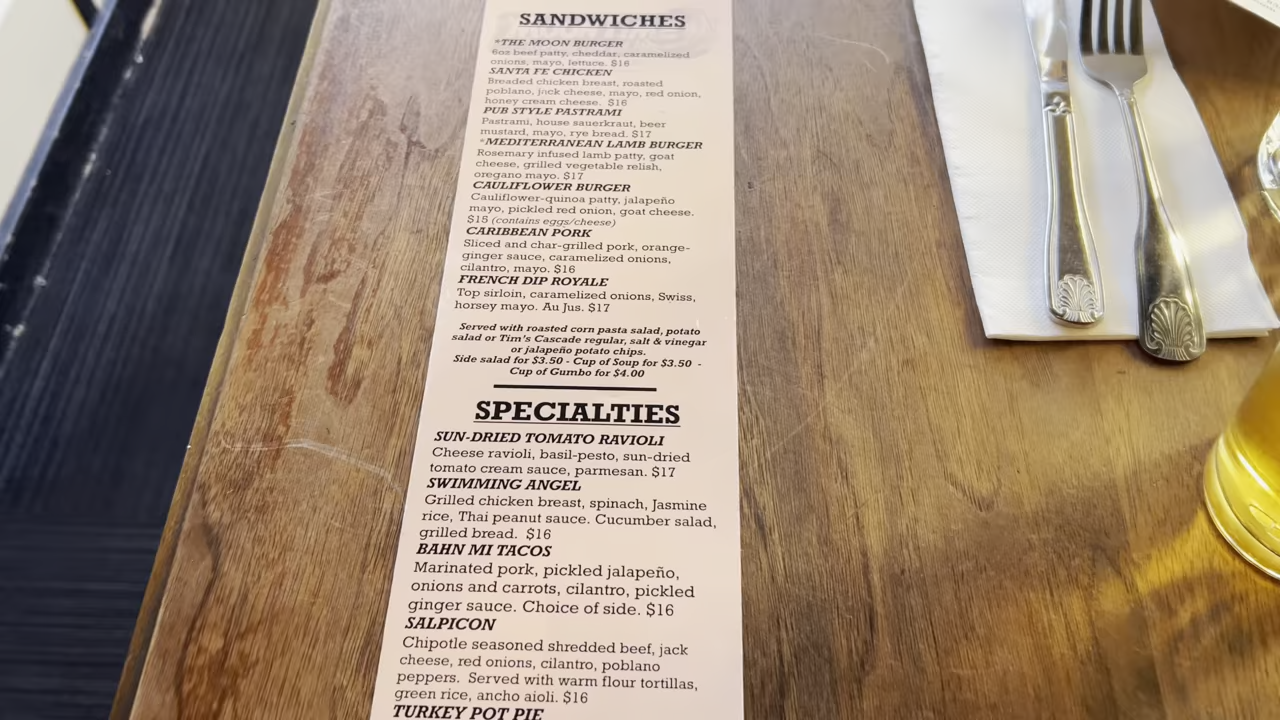 SANDWICHES
*THE MOON BURGER
6oz beef patty, cheddar, caramelized
onions, mayo, lettuce. $16
SANTA FE CHICKEN
Breaded chicken breast, roasted
poblano, jack cheese, mayo, red onion,
honey cream cheese. $16
PUB STYLE PASTRAMI
Pastrami, house sauerkraut, beer
mustard, mayo, rye bread. $17
*MEDITERRANEAN LAMB BURGER
Rosemary infused lamb patty, goat
cheese, grilled vegetable relish,
oregano mayo. $17
CAULIFLOWER BURGER
Cauliflower-quinoa patty, jalapeño
mayo, pickled red onion, goat cheese.
$15 (contains eggs/cheese)
CARIBBEAN PORK
Sliced and char-grilled pork, orange-
ginger sauce, caramelized onions,
cilantro, mayo. $16
FRENCH DIP ROYALE
Top sirloin, caramelized onions, Swiss,
horsey mayo. Au Jus. $17
Served with roasted corn pasta salad, potato
salad or Tim's Cascade regular, salt & vinegar
or jalapeño potato chips.
Side salad for $3.50 - Cup of Soup for $3.50 -
Cup of Gumbo for $4.00
SPECIALTIES
SUN-DRIED TOMATO RAVIOLI
Cheese ravioli, basil-pesto, sun-dried
tomato cream sauce, parmesan. $17
SWIMMING ANGEL
Grilled chicken breast, spinach, Jasmine
rice, Thai peanut sauce. Cucumber salad,
grilled bread. $16
BAHN MI TACOS
Marinated pork, pickled jalapeño,
onions and carrots, cilantro, pickled
ginger sauce. Choice of side. $16
SALPICON
Chipotle seasoned shredded beef, jack
cheese, red onions, cilantro, poblano
peppers. Served with warm flour tortillas,
green rice, ancho aioli. $16
TURKEY POT PIE